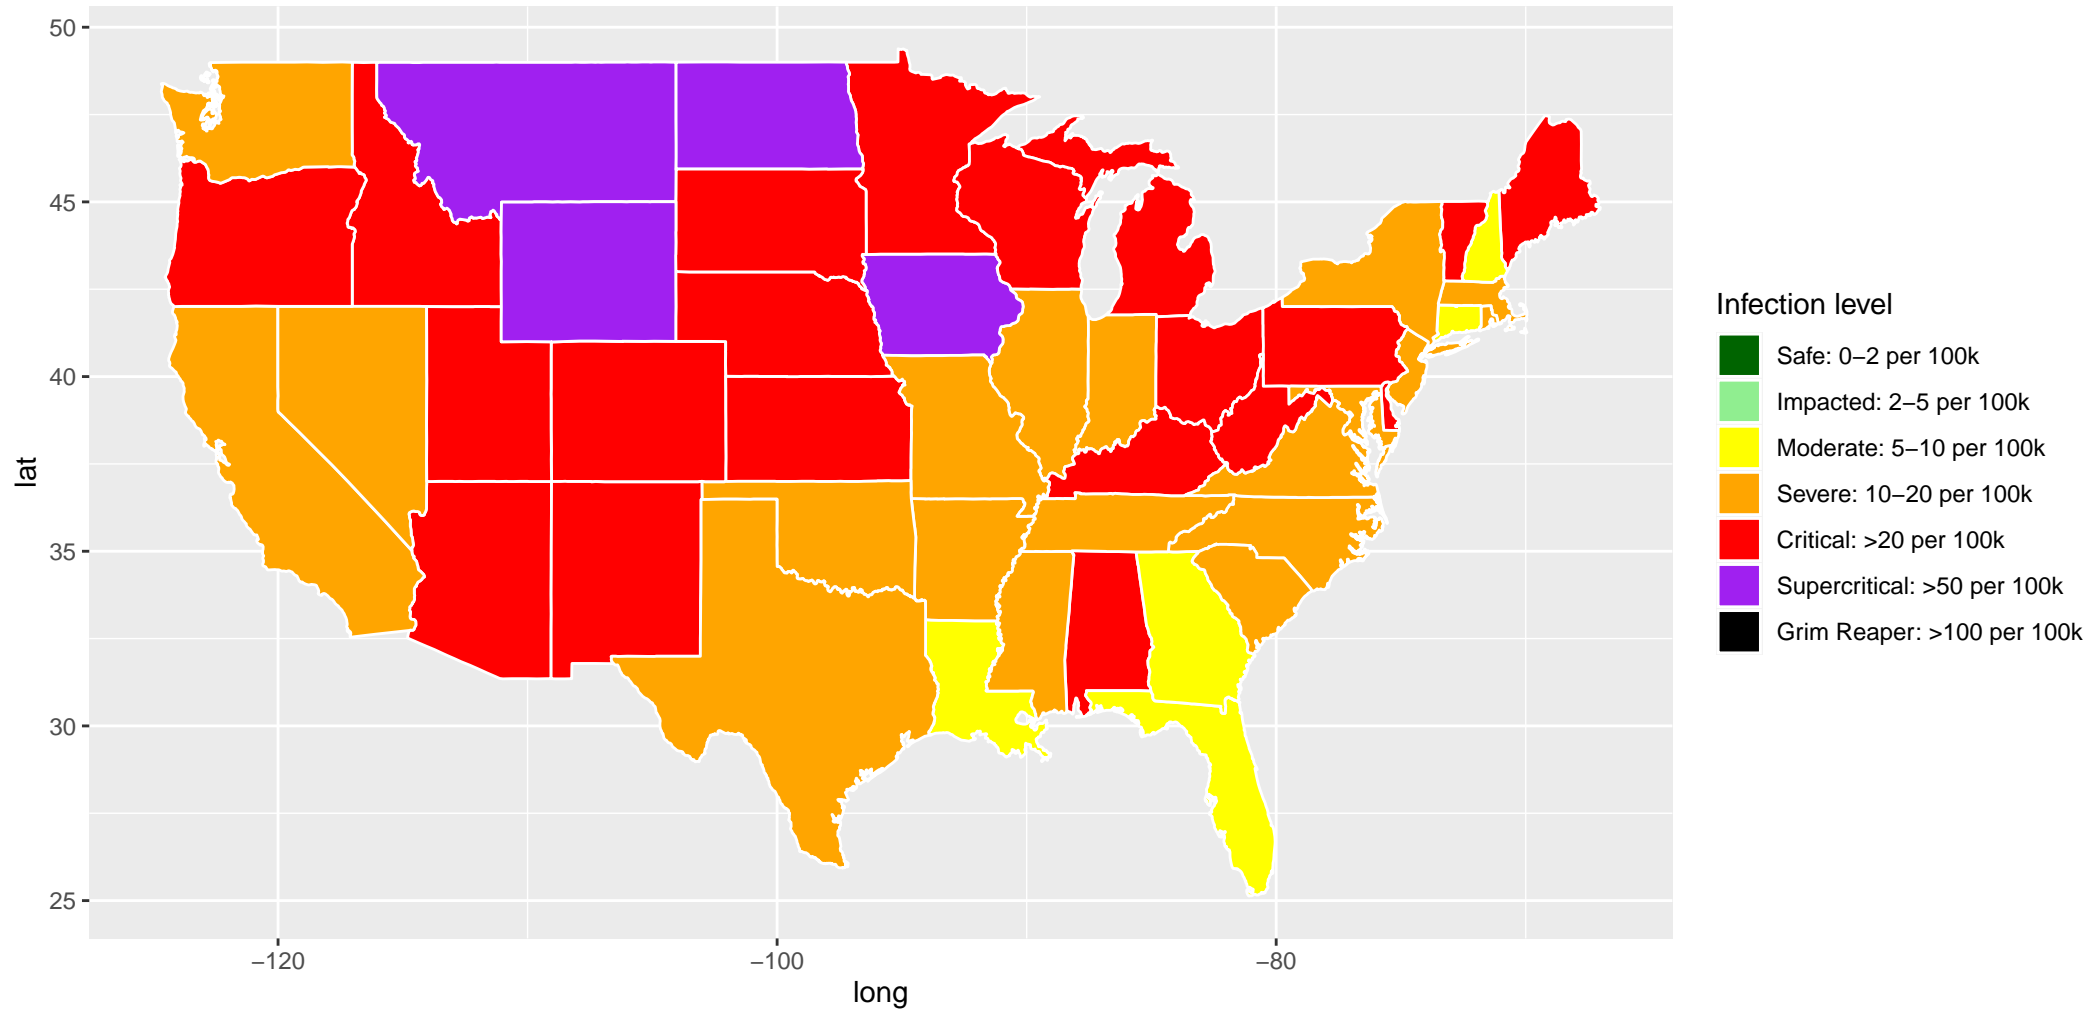 50
45
40
35
30
25
lat
−120
−100
−80
long
Infection level
Safe: 0−2 per 100k
Impacted: 2−5 per 100k
Moderate: 5−10 per 100k
Severe: 10−20 per 100k
Critical: >20 per 100k
Supercritical: >50 per 100k
Grim Reaper: >100 per 100k